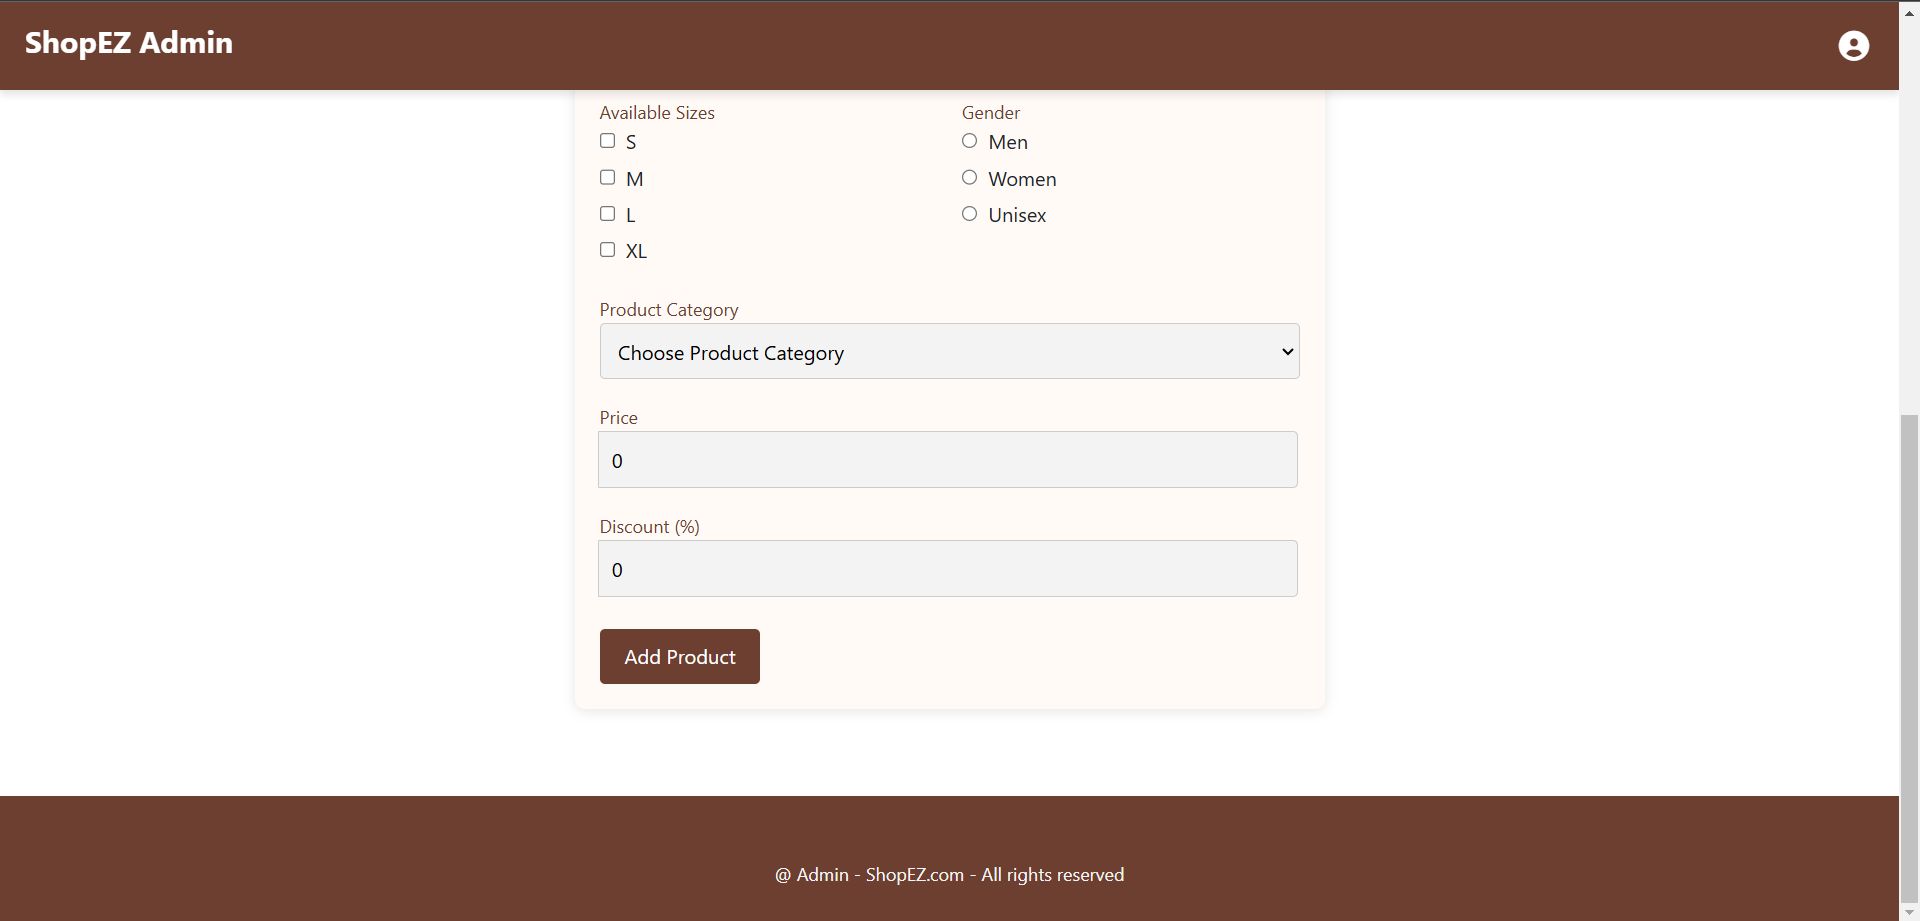 ShopEZ Admin
Available Sizes
S
M
L
XL
Gender
Men
Women
Unisex
Product Category
Choose Product Category
Price
0
Discount (%)
0
Add Product
@ Admin - ShopEZ.com - All rights reserved